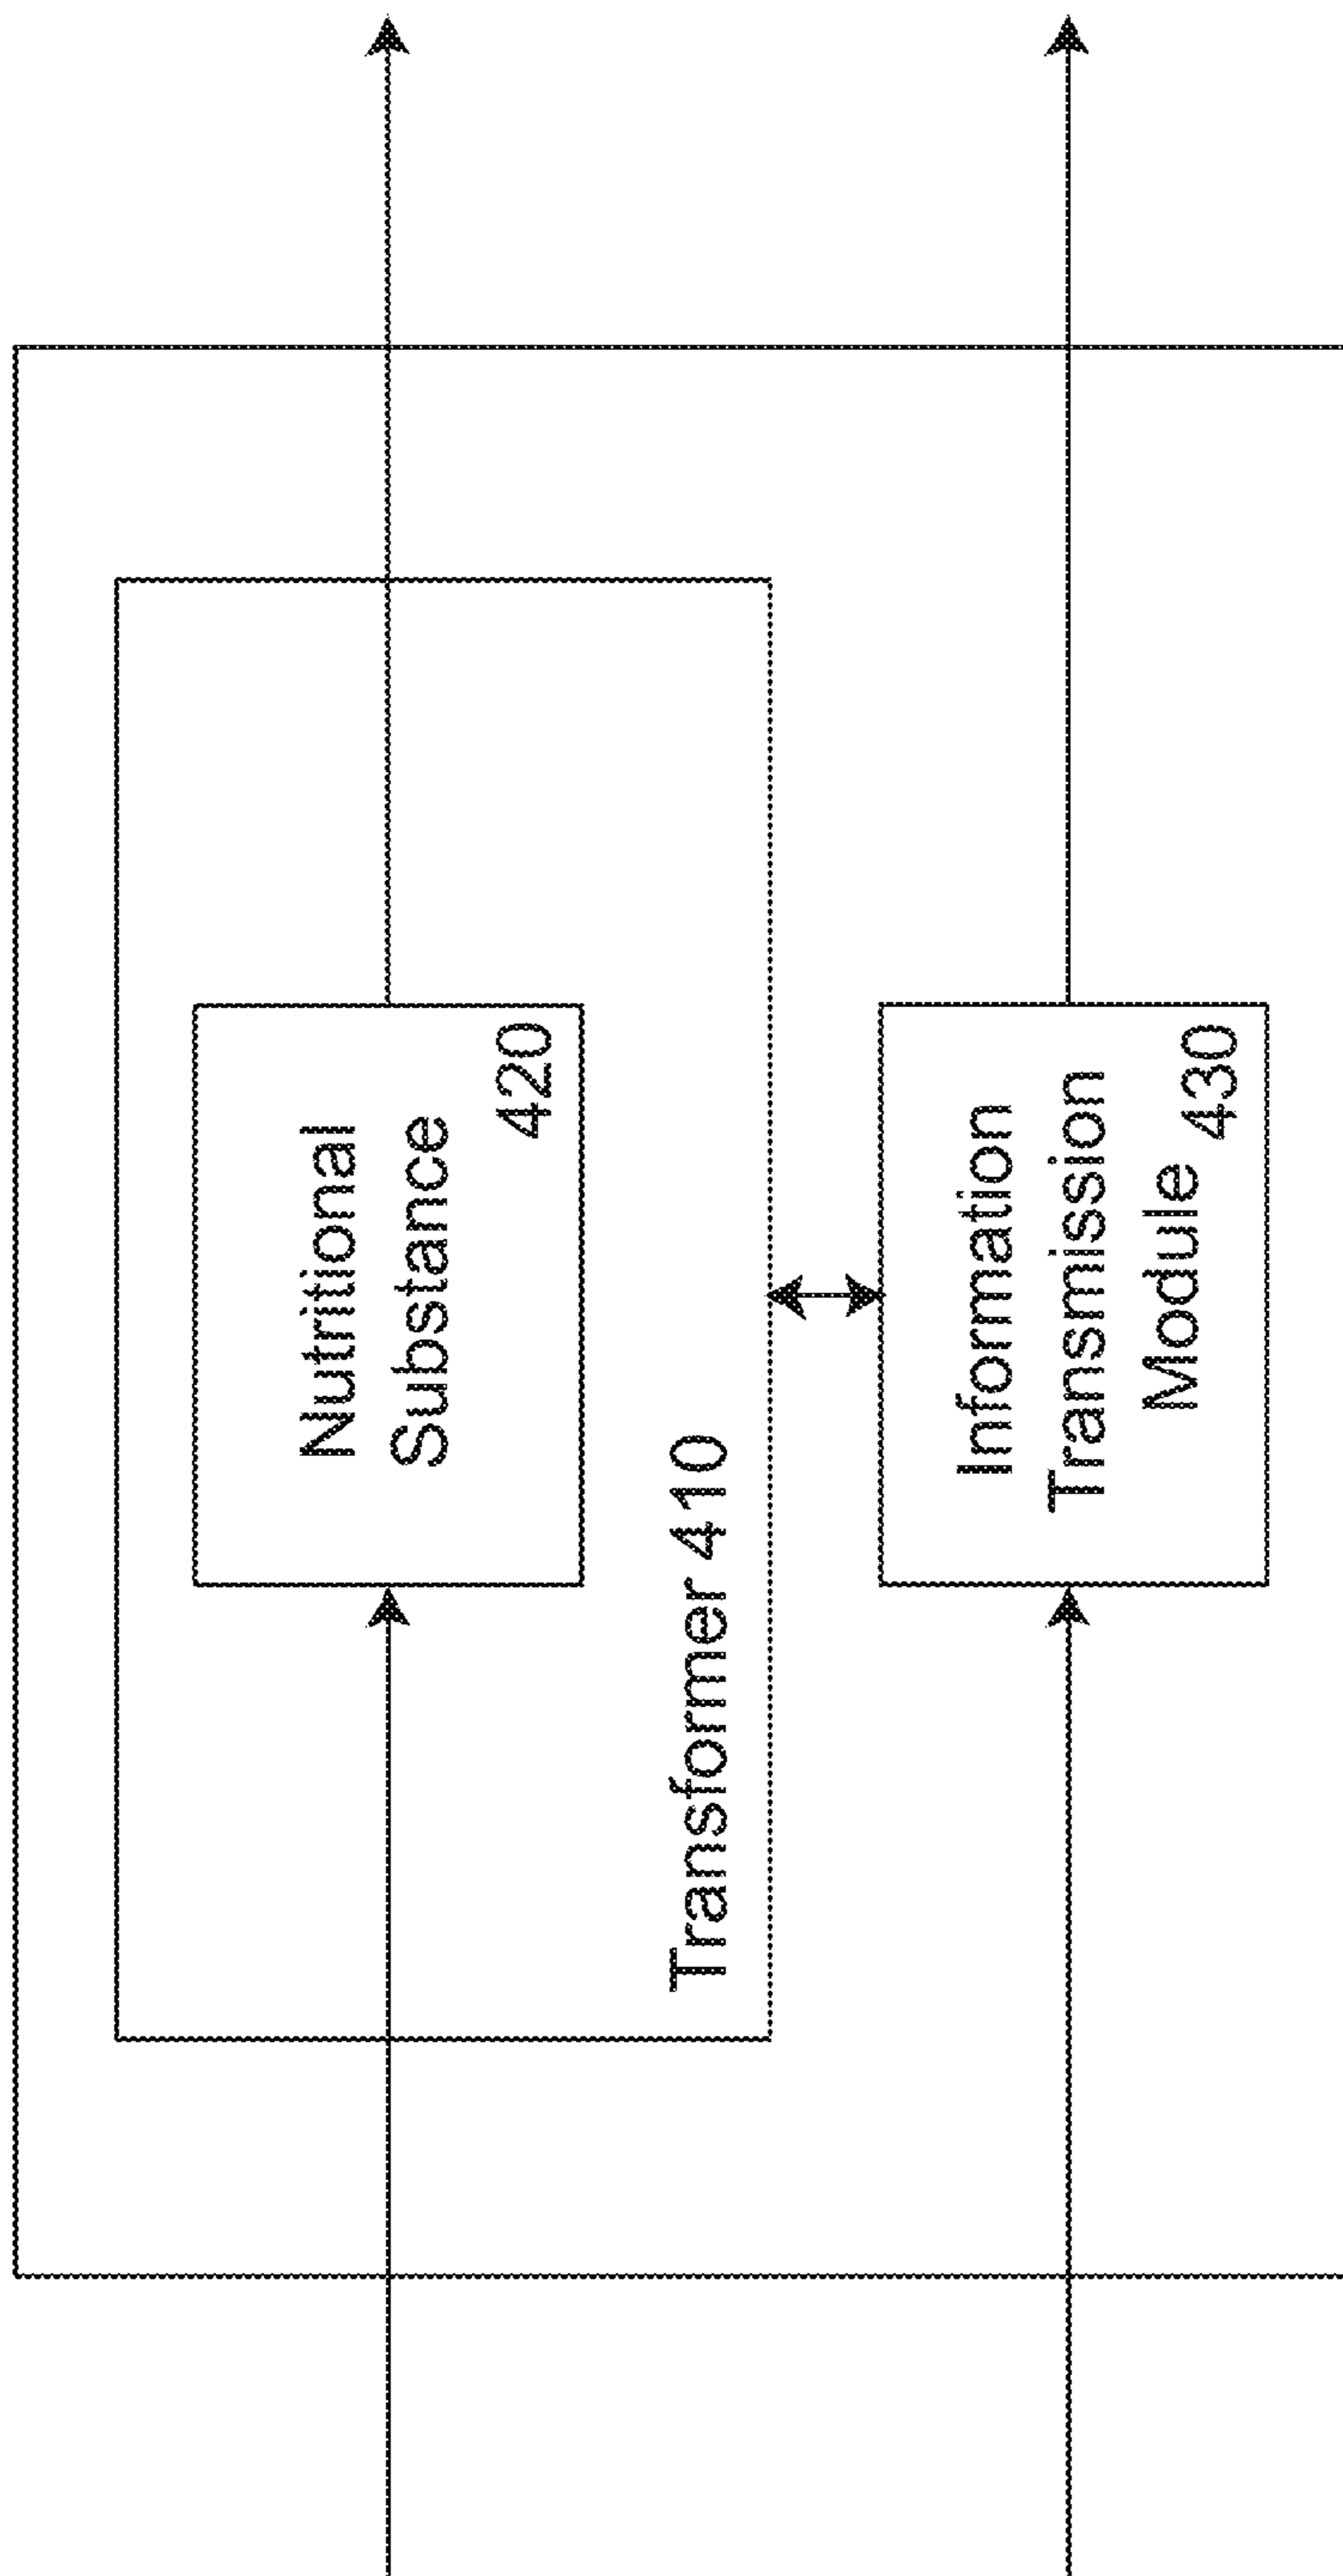 Nutritional
Substance
420
Transformer 410
Information
Transmission
Module
430